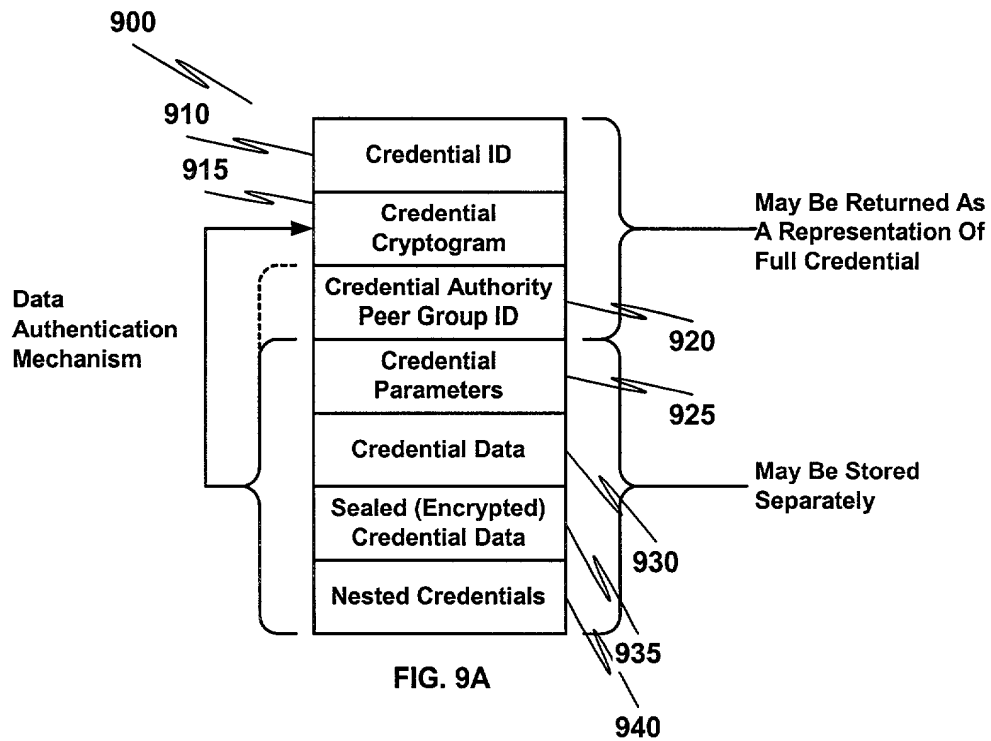 900
910
915
Credential ID
Credential
Cryptogram
Credential Authority
Peer Group ID
Credential
Parameters
Credential Data
Sealed (Encrypted)
Credential Data
Nested Credentials
Data
Authentication
Mechanism
May Be Returned As
A Representation Of
Full Credential
920
925
May Be Stored
Separately
930
935
940
FIG. 9A